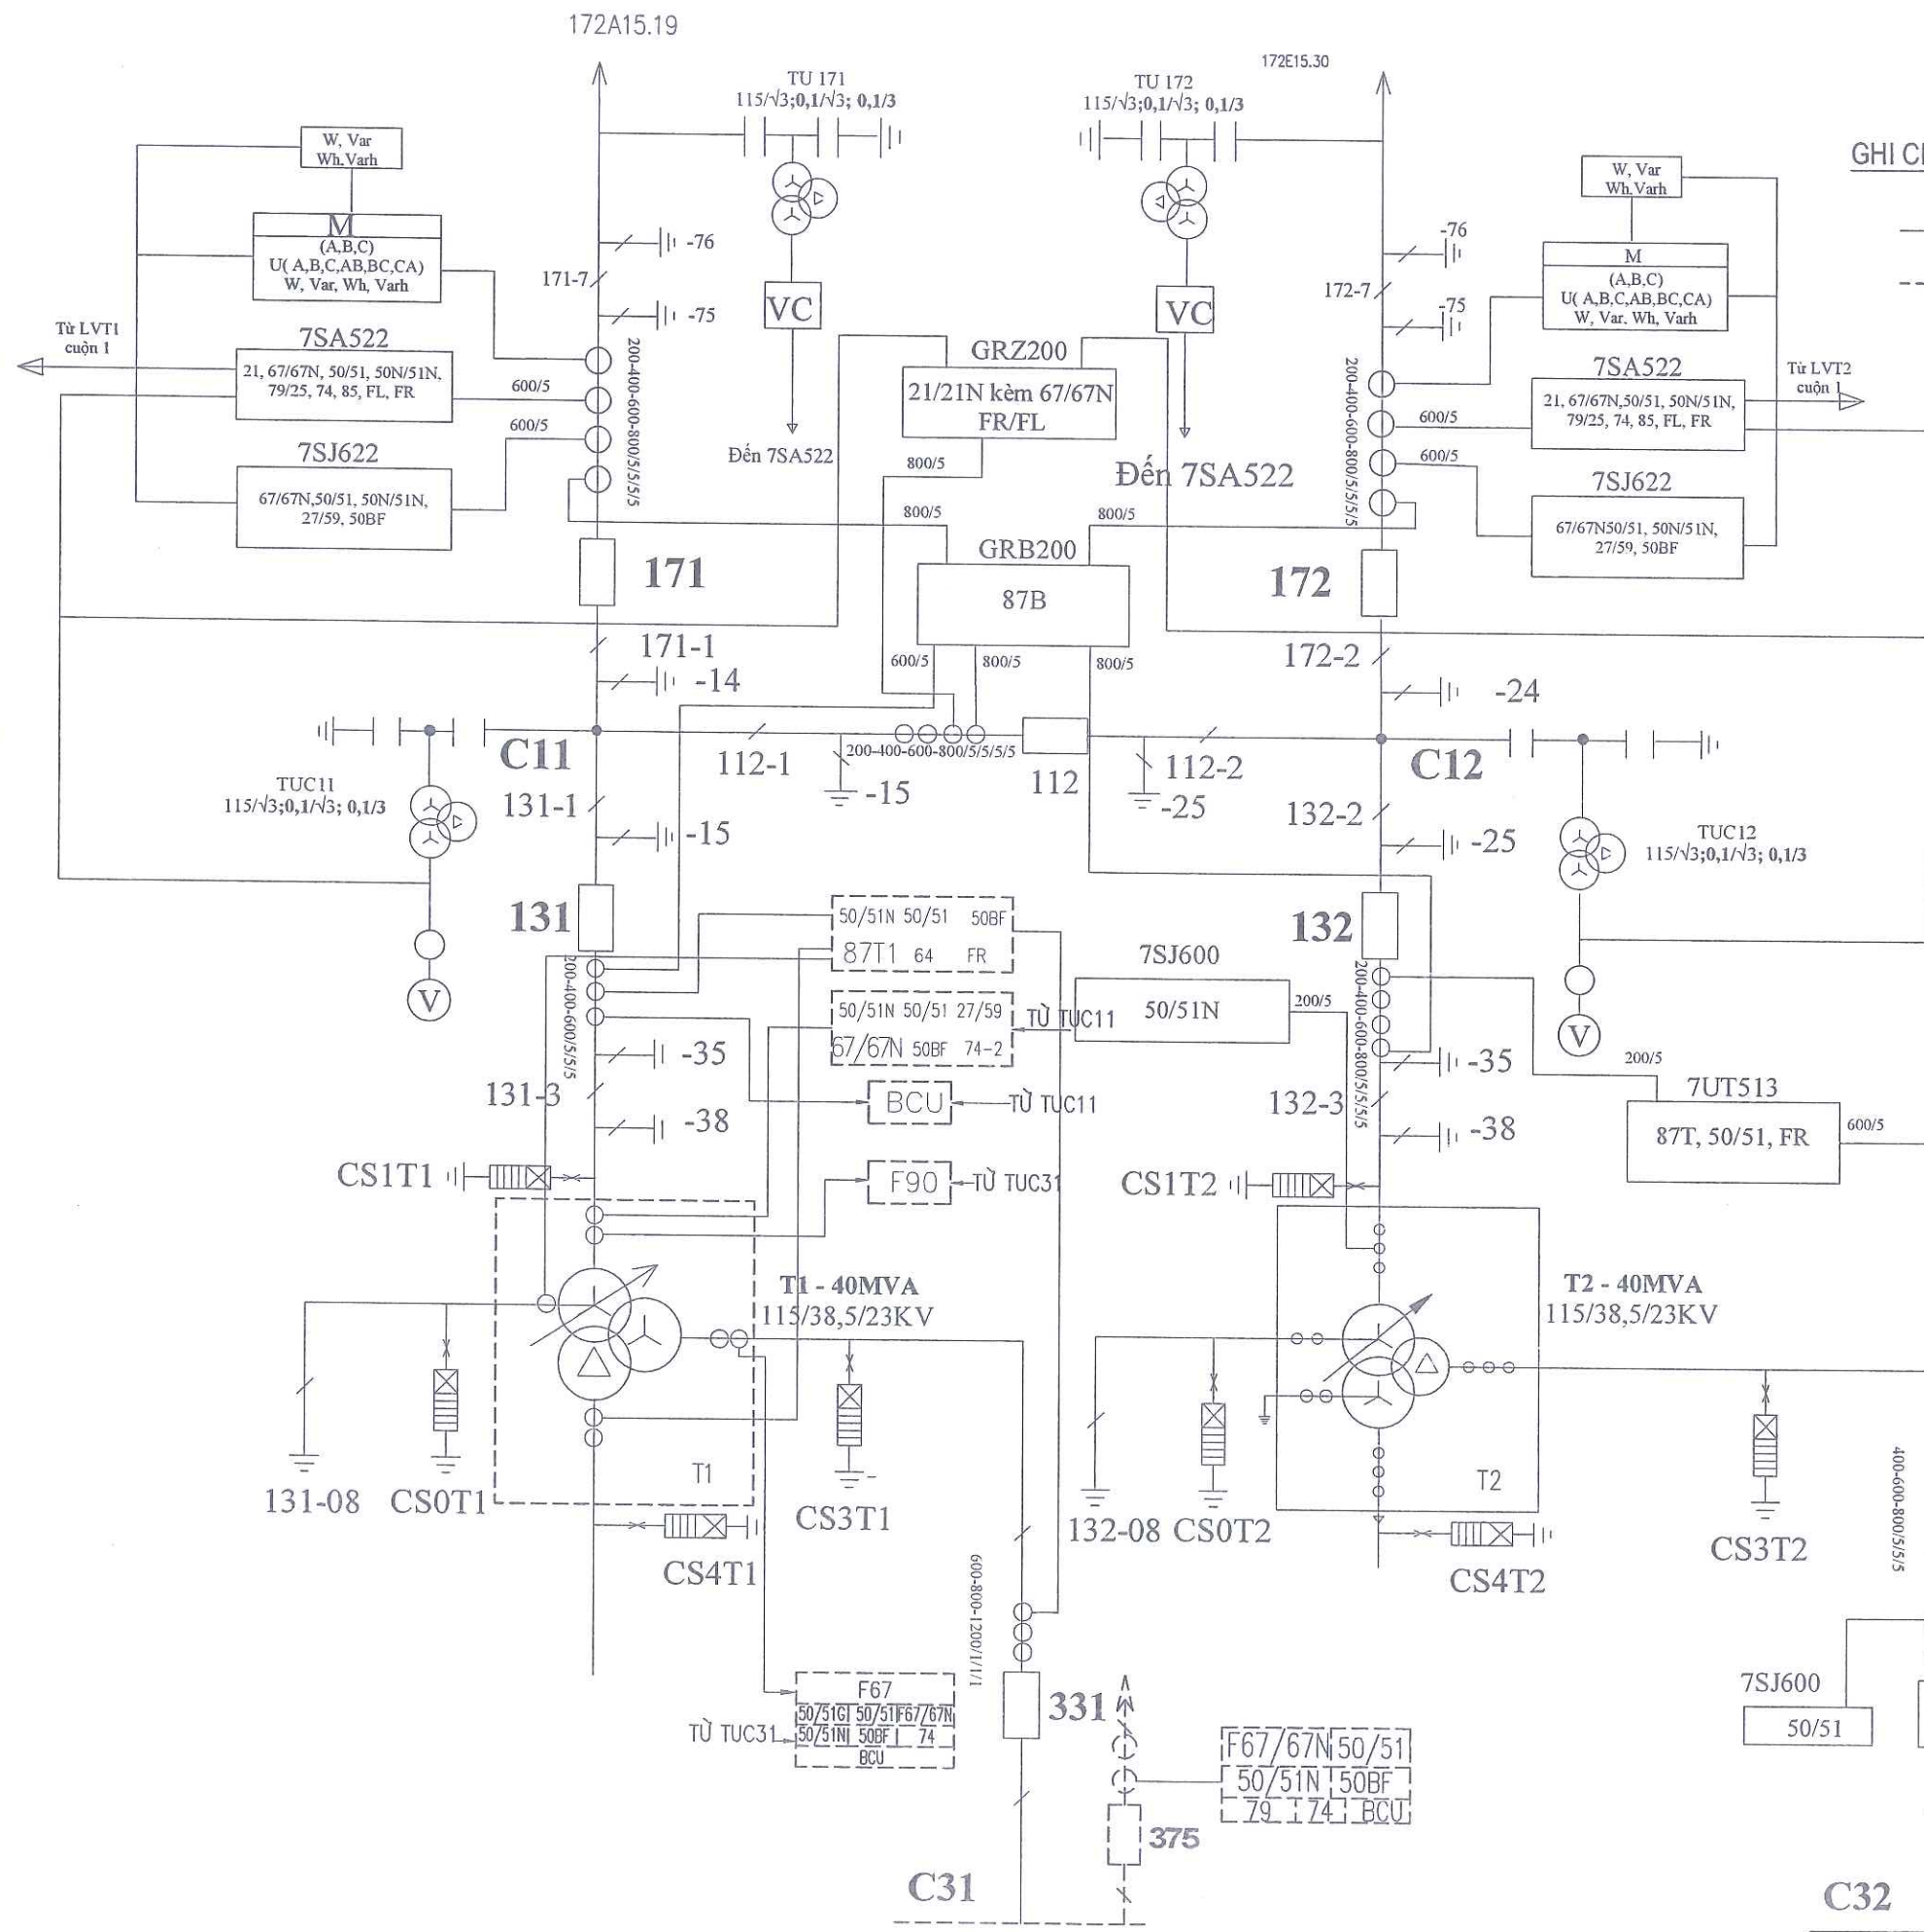 172A15.19
172E15.30
TU 171
115/√3;0,1/√3; 0,1/3
TU 172
115/√3;0,1/√3; 0,1/3
W, Var
Wh.Varh
M
(A,B,C)
U( A,B,C,AB,BC,CA)
W, Var, Wh, Varh
-76
171-7
-75
VC
Từ LVT1
cuộn 1
7SA522
21, 67/67N, 50/51, 50N/51N,
79/25, 74, 85, FL, FR
600/5
600/5
7SJ622
67/67N,50/51, 50N/51N,
27/59, 50BF
200-400-600-800/5/5/5/5
Đến 7SA522
GRZ200
21/21N kèm 67/67N
FR/FL
800/5
VC
Đến 7SA522
-76
172-7
-75
GHI C
W, Var
Wh.Varh
M
(A,B,C)
U( A,B,C,AB,BC,CA)
W, Var. Wh, Varh
7SA522
21, 67/67N,50/51, 50N/51N,
79/25, 74, 85, FL, FR
Từ LVT2
cuộn 1
600/5
600/5
7SJ622
67/67N50/51, 50N/51N,
27/59, 50BF
200-400-600-800/5/5/5/5
800/5
800/5
GRB200
87B
171
172
171-1
-14
600/5
800/5
800/5
172-2
-24
C11
112-1
200-400-600-800/5/5/5/5
-15
112
112-2
-25
C12
TUC11
115/√3;0,1/√3; 0,1/3
131-1
-15
132-2
-25
TUC12
115/√3;0,1/√3; 0,1/3
131
V
50/51N 50/51 50BF
87T1 64 FR
50/51N 50/51 27/59
67/67N 50BF 74-2
TỪ TUC11
7SJ600
50/51N
200/5
132
V
200-400-600/5/5/5
-35
131-3
-38
BCU
TỪ TUC11
F90
TỪ TUC31
200-400-600-800/5/5/5/5
-35
132-3
-38
200/5
7UT513
87T, 50/51, FR
600/5
CS1T1
CS1T2
T1 - 40MVA
115/38,5/23KV
T2 - 40MVA
115/38,5/23KV
131-08
CS0T1
T1
CS3T1
CS4T1
132-08
CS0T2
T2
CS3T2
CS4T2
400-600-800/5/5/5
600-800-1200/1/1/1
F67
50/51G 50/51 F67/67N
50/51N 50BF 74
BCU
TỪ TUC31
331
375
F67/67N 50/51
50/51N 50BF
79 74 BCU
7SJ600
50/51
C31
C32